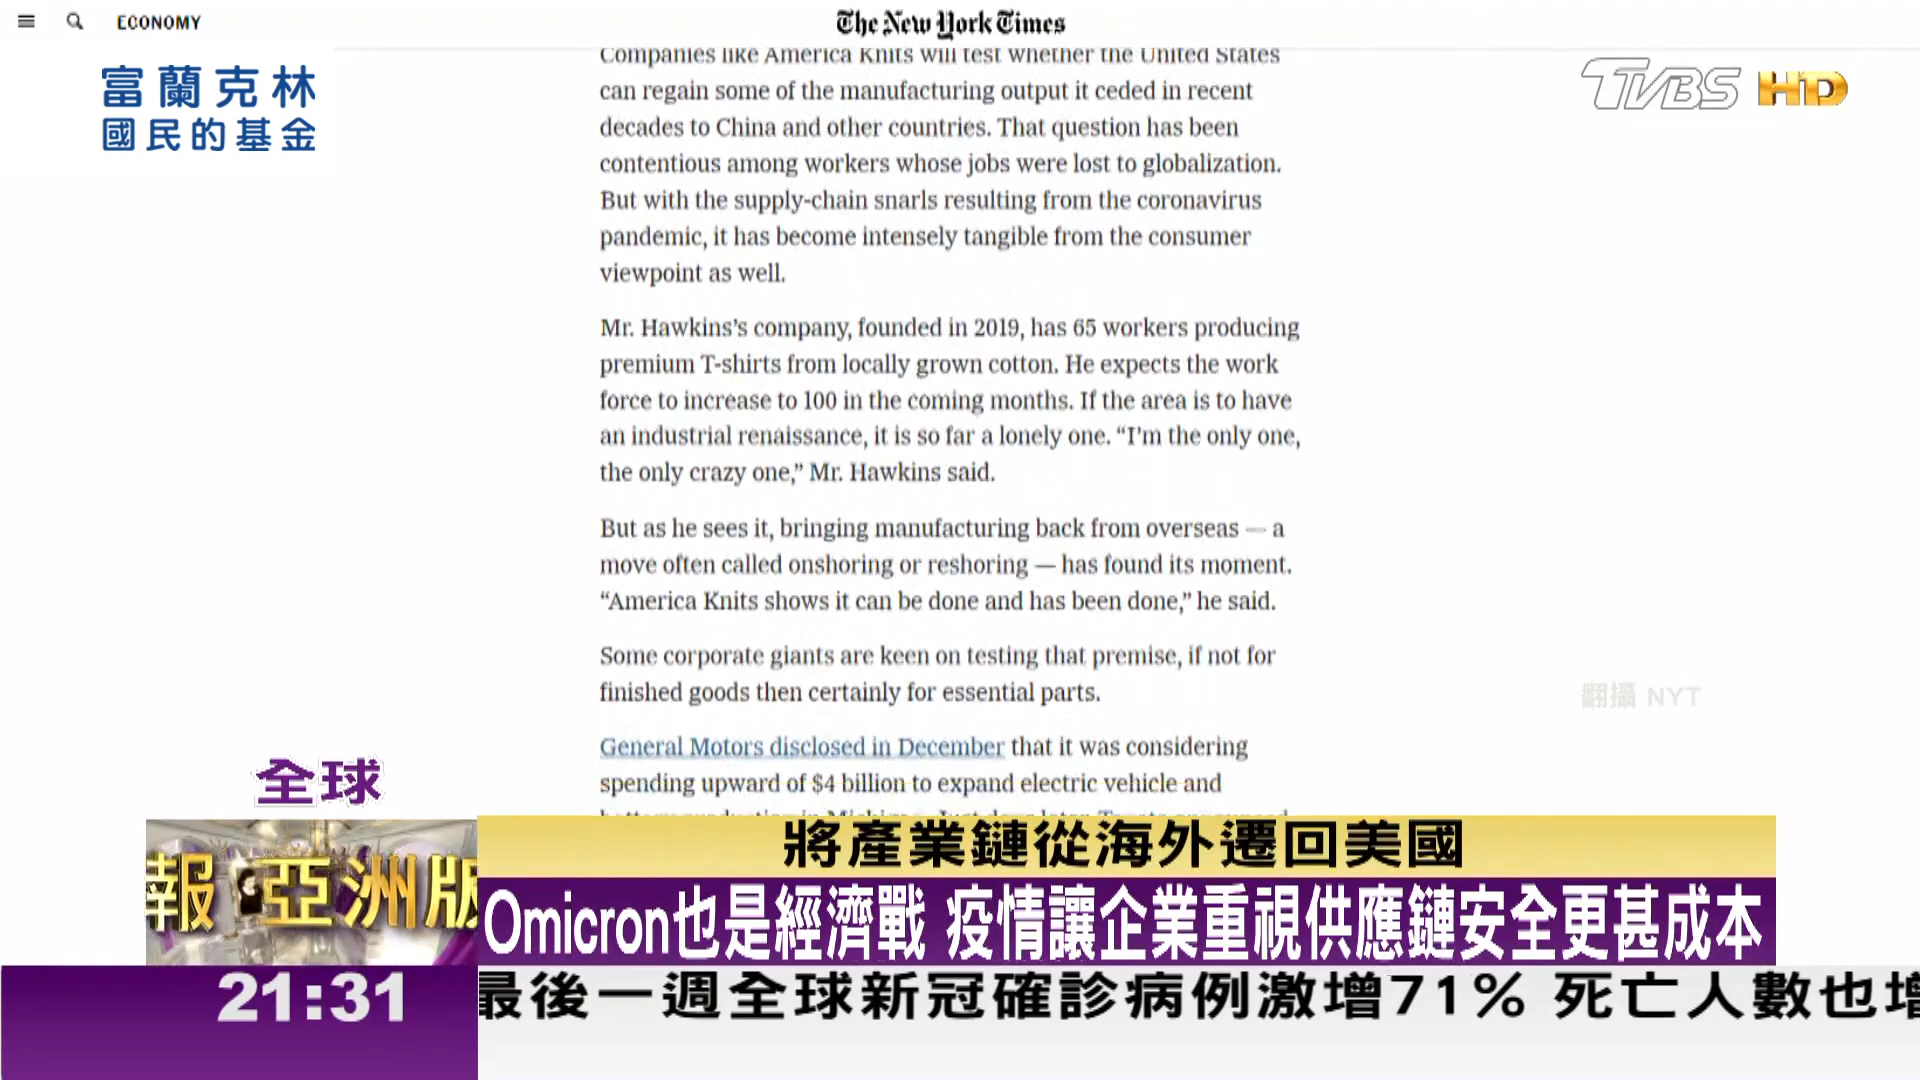 ECONOMY
The New York Times
富蘭克林
國民的基金
TVBS HD
Companies like America Knits will test whether the United States
can regain some of the manufacturing output it ceded in recent
decades to China and other countries. That question has been
contentious among workers whose jobs were lost to globalization.
But with the supply-chain snarls resulting from the coronavirus
pandemic, it has become intensely tangible from the consumer
viewpoint as well.
Mr. Hawkins’s company, founded in 2019, has 65 workers producing
premium T-shirts from locally grown cotton. He expects the work
force to increase to 100 in the coming months. If the area is to have
an industrial renaissance, it is so far a lonely one. “I’m the only one,
the only crazy one,” Mr. Hawkins said.
But as he sees it, bringing manufacturing back from overseas — a
move often called onshoring or reshoring — has found its moment.
“America Knits shows it can be done and has been done,” he said.
Some corporate giants are keen on testing that premise, if not for
finished goods then certainly for essential parts.
翻攝 NYT
General Motors disclosed in December that it was considering
spending upward of $4 billion to expand electric vehicle and
全球
報 亞洲版
將產業鏈從海外遷回美國
Omicron也是經濟戰 疫情讓企業重視供應鏈安全更甚成本
21:31
最後一週全球新冠確診病例激增71% 死亡人數也增